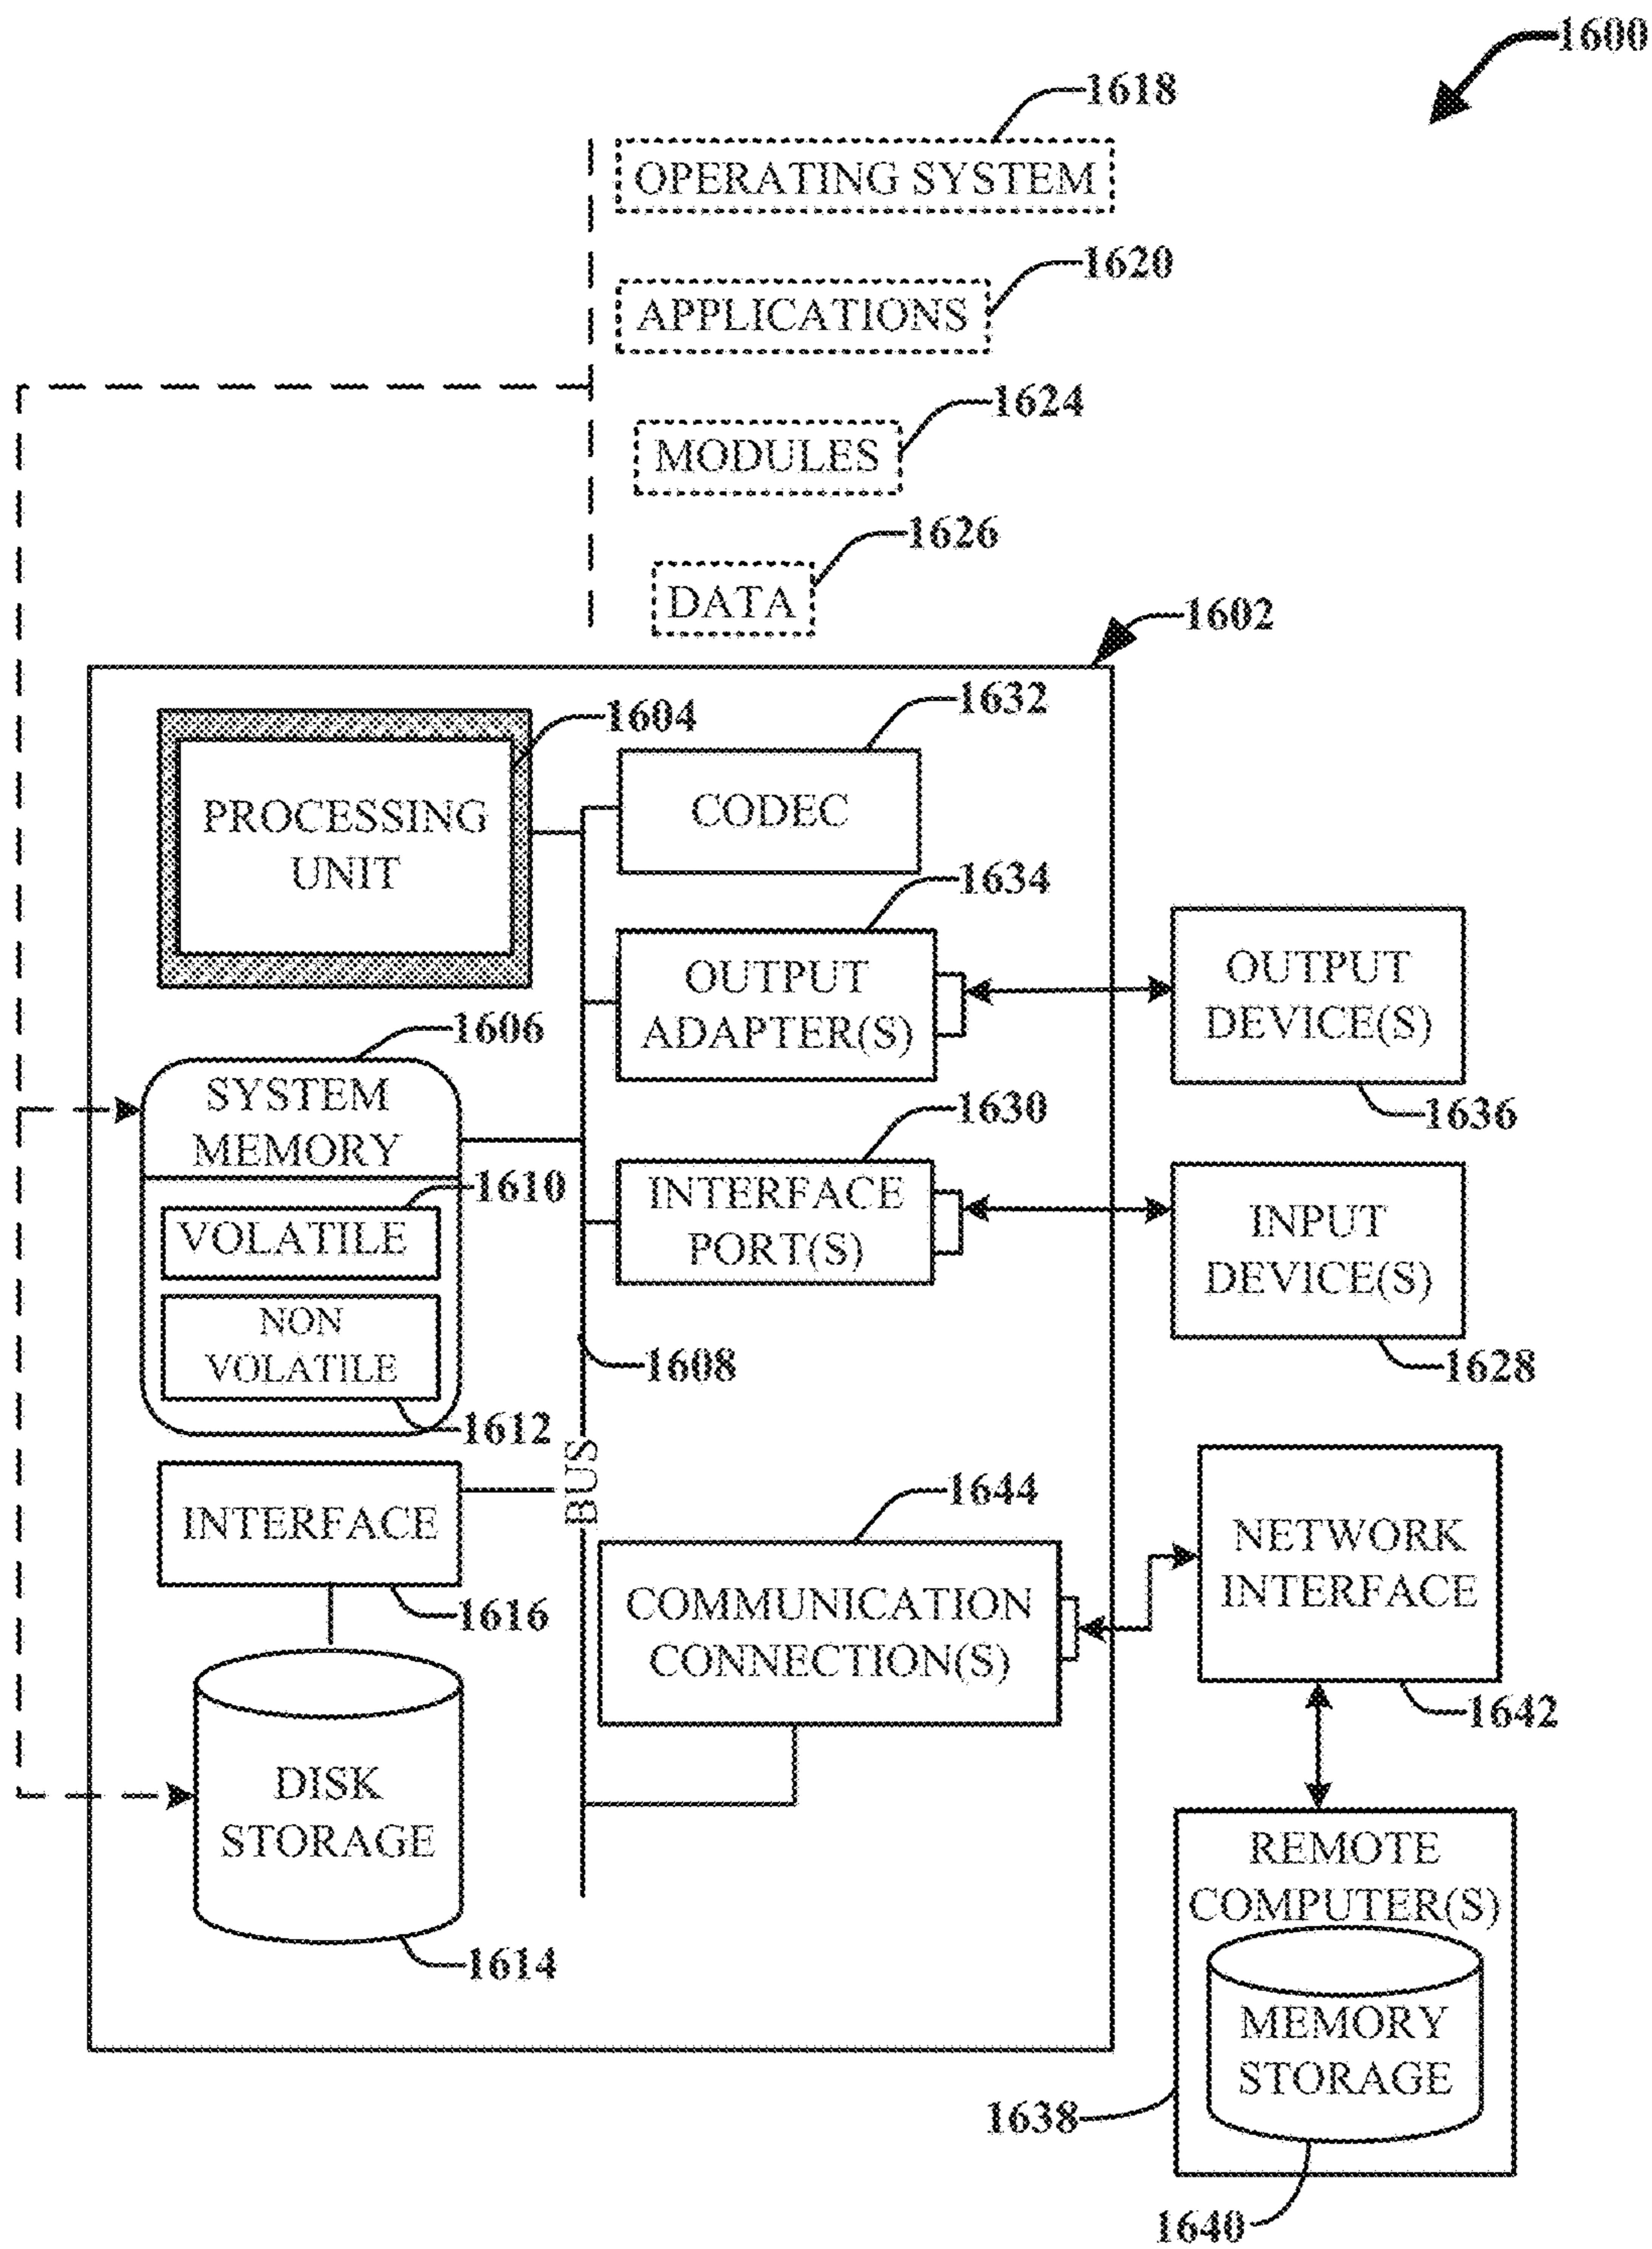 1600
1618
OPERATING SYSTEM
1620
APPLICATIONS
1624
MODULES
1626
DATA
1602
1604
PROCESSING
UNIT
1632
CODEC
1634
OUTPUT
ADAPTER(S)
OUTPUT
DEVICE(S)
1636
1606
SYSTEM
MEMORY
1610
VOLATILE
NON
VOLATILE
1612
1630
INTERFACE
PORT(S)
INPUT
DEVICE(S)
1628
1608
BUS
INTERFACE
1616
1644
COMMUNICATION
CONNECTION(S)
NETWORK
INTERFACE
1642
DISK
STORAGE
1614
REMOTE
COMPUTER(S)
MEMORY
STORAGE
1638
1640